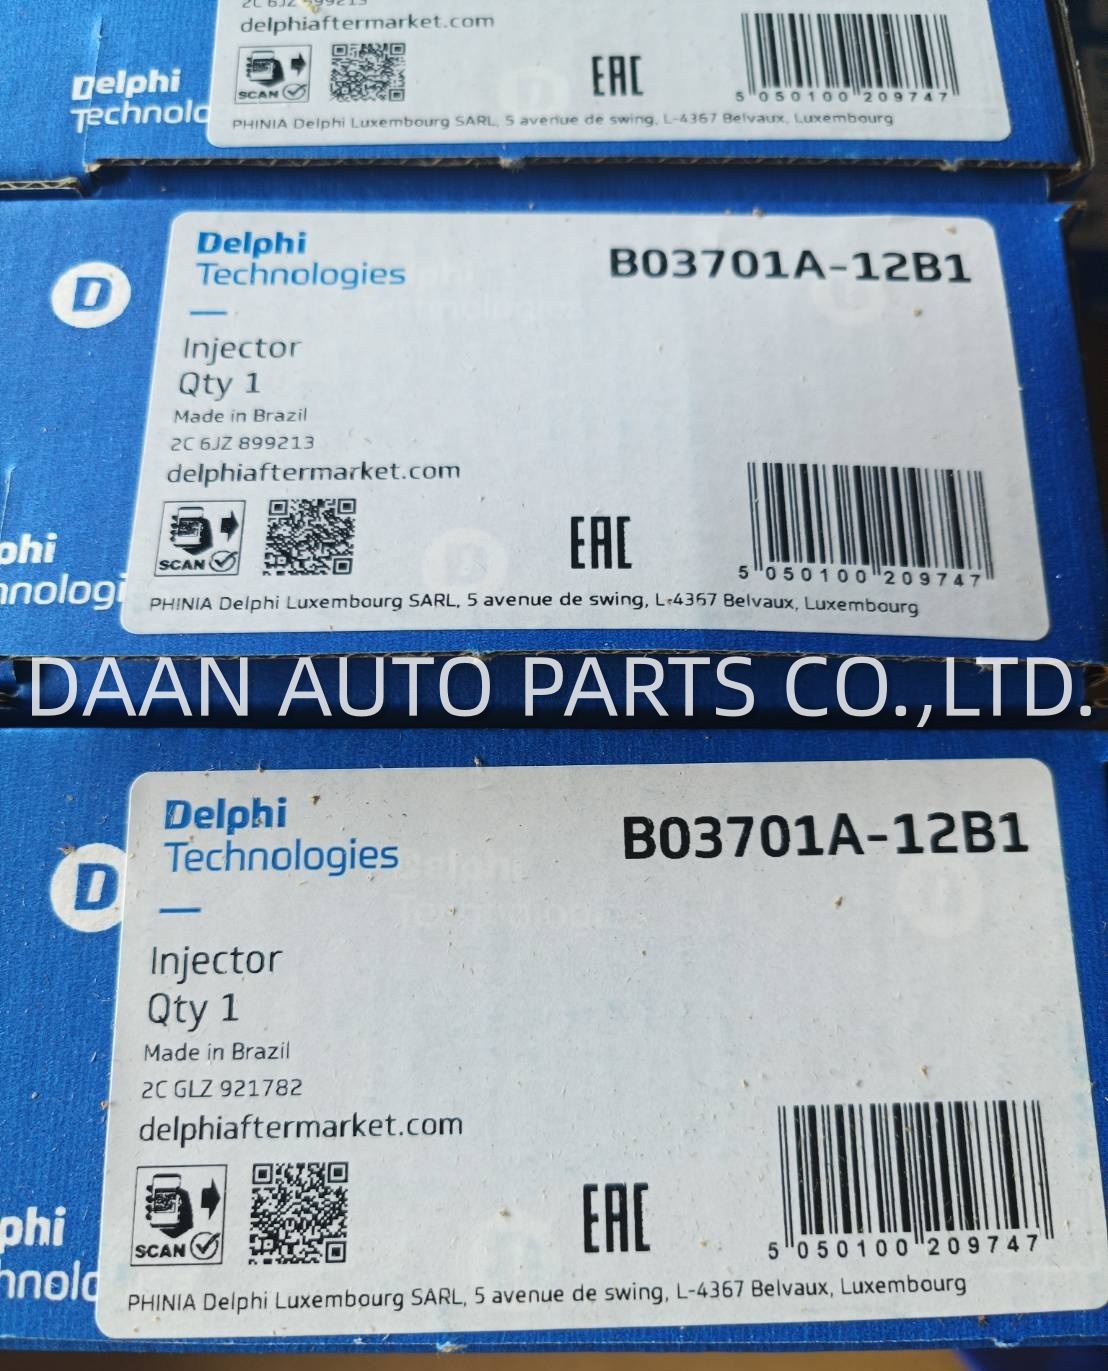 delphiaftermarket.com
Delphi
Technolo
SCAN
EAC
5 050100 209747
PHINIA Delphi Luxembourg SARL, 5 avenue de swing, L-4367 Belvaux, Luxembourg
D
Delphi
Technologies
B03701A-12B1
Injector
Qty 1
Made in Brazil
2C 6JZ 899213
delphiaftermarket.com
SCAN
EAC
5 050100 209747
phi
nnologi
PHINIA Delphi Luxembourg SARL, 5 avenue de swing, L-4367 Belvaux, Luxembourg
DAAN AUTO PARTS CO.,LTD.
D
Delphi
Technologies
B03701A-12B1
Injector
Qty 1
Made in Brazil
2C GLZ 921782
delphiaftermarket.com
SCAN
EAC
5 050100 209747
phi
hnolo
PHINIA Delphi Luxembourg SARL, 5 avenue de swing, L-4367 Belvaux, Luxembourg